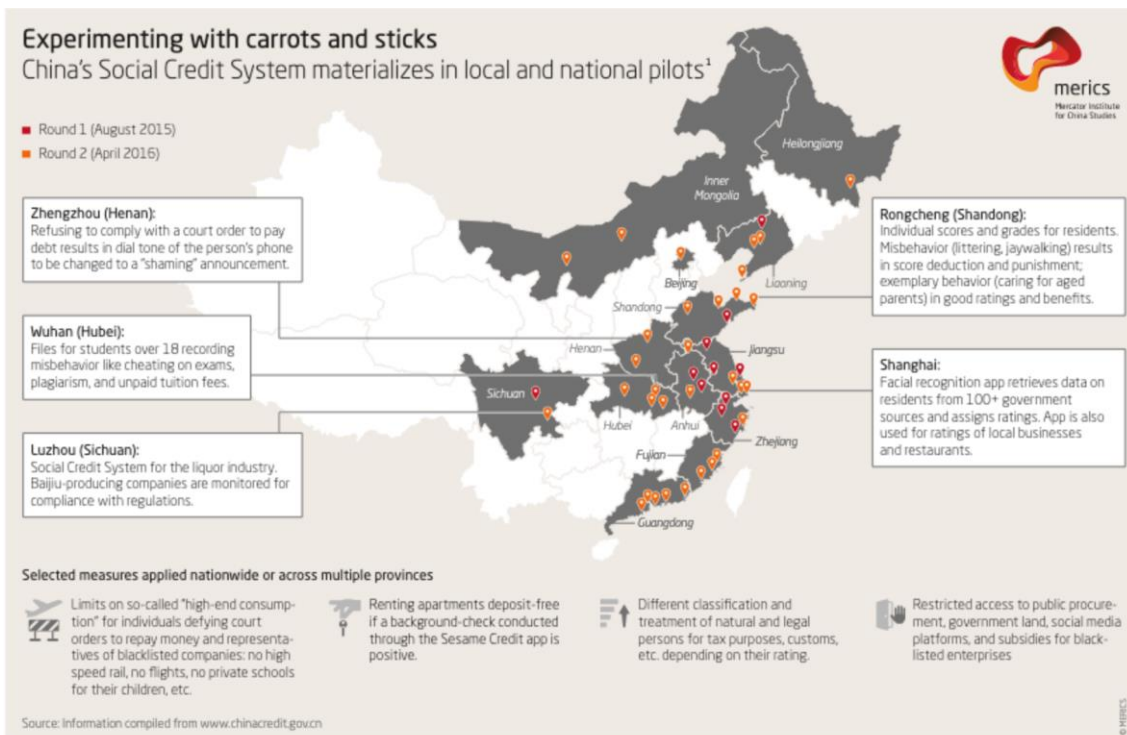 Experimenting with carrots and sticks
China's Social Credit System materializes in local and national pilots¹
merics
Mercator Institute
for China Studies
Round 1 (August 2015)
Round 2 (April 2016)
Zhengzhou (Henan):
Refusing to comply with a court order to pay
debt results in dial tone of the person's phone
to be changed to a "shaming" announcement.
Wuhan (Hubei):
Files for students over 18 recording
misbehavior like cheating on exams,
plagiarism, and unpaid tuition fees.
Luzhou (Sichuan):
Social Credit System for the liquor industry.
Baijiu-producing companies are monitored for
compliance with regulations.
Heilongjiang
Inner
Mongolia
Beijing
Liaoning
Shandong
Henan
Jiangsu
Sichuan
Hubei
Anhui
Zhejiang
Fujian
Guangdong
Rongcheng (Shandong):
Individual scores and grades for residents.
Misbehavior (littering, jaywalking) results
in score deduction and punishment;
exemplary behavior (caring for aged
parents) in good ratings and benefits.
Shanghai:
Facial recognition app retrieves data on
residents from 100+ government
sources and assigns ratings. App is also
used for ratings of local businesses
and restaurants.
Selected measures applied nationwide or across multiple provinces
Limits on so-called "high-end consump-
tion" for individuals defying court
orders to repay money and representa-
tives of blacklisted companies: no high
speed rail, no flights, no private schools
for their children, etc.
Renting apartments deposit-free
if a background-check conducted
through the Sesame Credit app is
positive.
Different classification and
treatment of natural and legal
persons for tax purposes, customs,
etc. depending on their rating.
Restricted access to public procure-
ment, government land, social media
platforms, and subsidies for black-
listed enterprises
Source: Information compiled from www.chinacredit.gov.cn
© MERICS